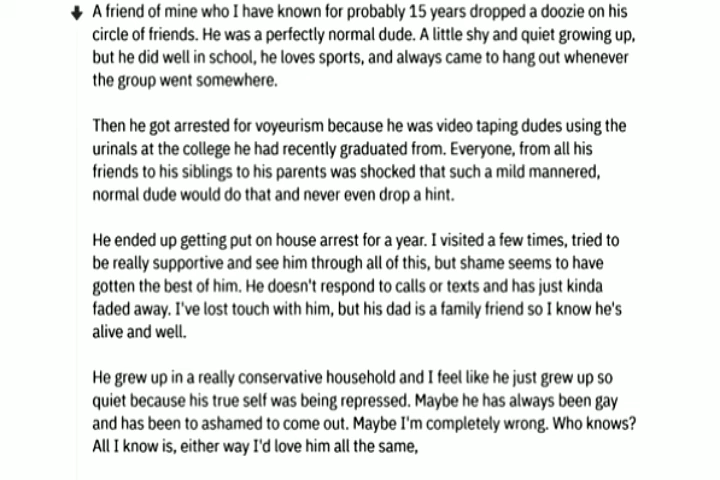 A friend of mine who I have known for probably 15 years dropped a doozie on his
circle of friends. He was a perfectly normal dude. A little shy and quiet growing up,
but he did well in school, he loves sports, and always came to hang out whenever
the group went somewhere.
Then he got arrested for voyeurism because he was video taping dudes using the
urinals at the college he had recently graduated from. Everyone, from all his
friends to his siblings to his parents was shocked that such a mild mannered,
normal dude would do that and never even drop a hint.
He ended up getting put on house arrest for a year. I visited a few times, tried to
be really supportive and see him through all of this, but shame seems to have
gotten the best of him. He doesn't respond to calls or texts and has just kinda
faded away. I've lost touch with him, but his dad is a family friend so I know he's
alive and well.
He grew up in a really conservative household and I feel like he just grew up so
quiet because his true self was being repressed. Maybe he has always been gay
and has been to ashamed to come out. Maybe I'm completely wrong. Who knows?
All I know is, either way I'd love him all the same,